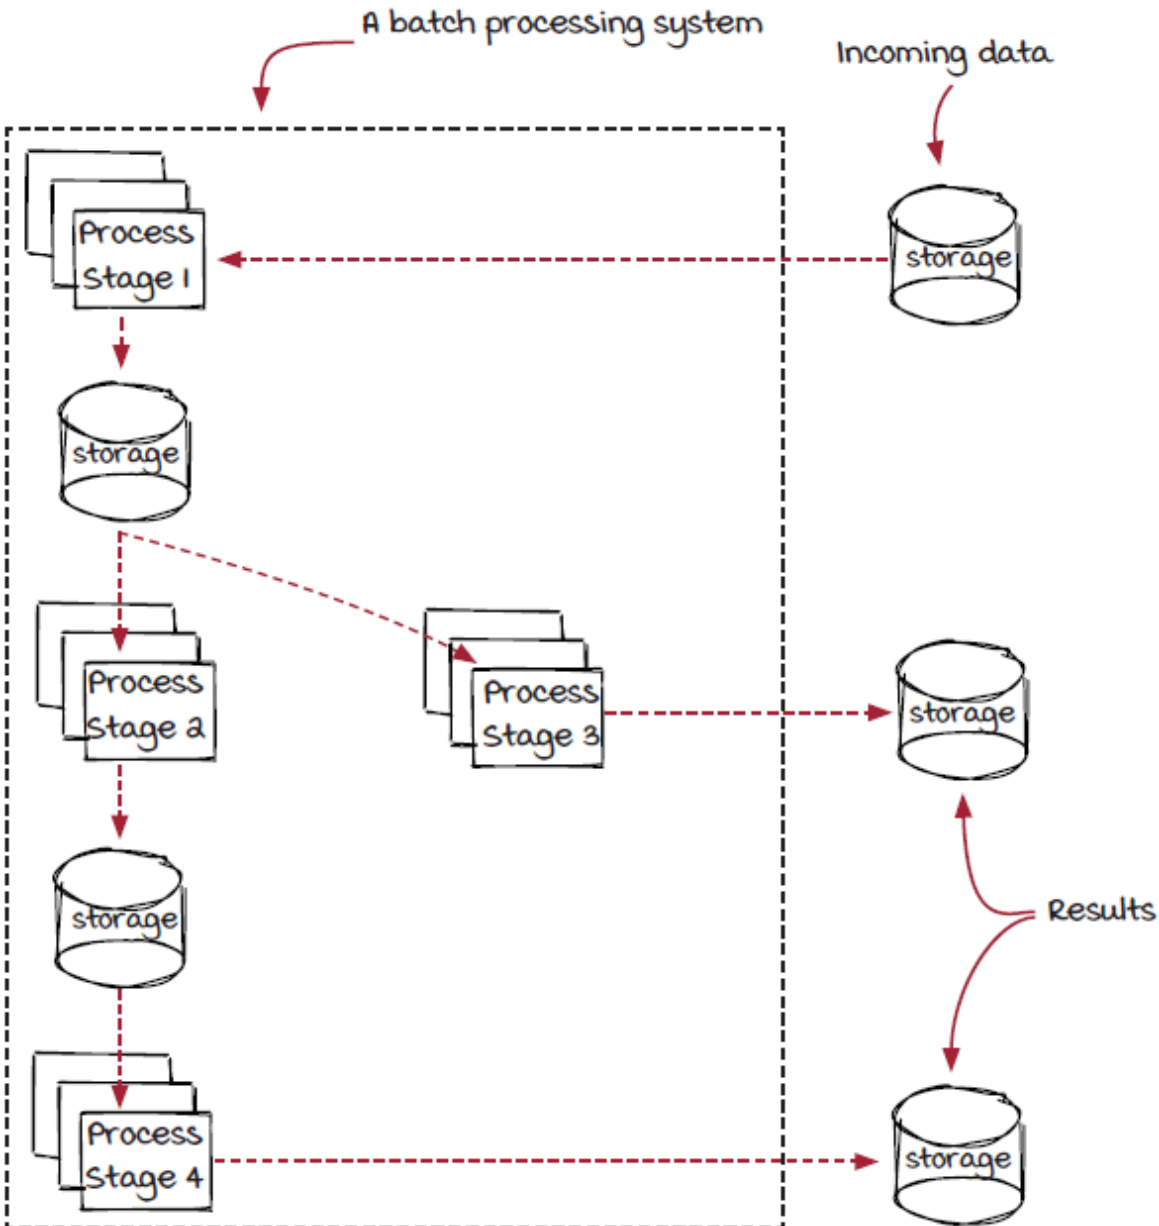 A batch processing system
Incoming data
Process
Stage 1
storage
storage
Process
Stage 2
Process
Stage 3
storage
storage
Results
Process
Stage 4
storage